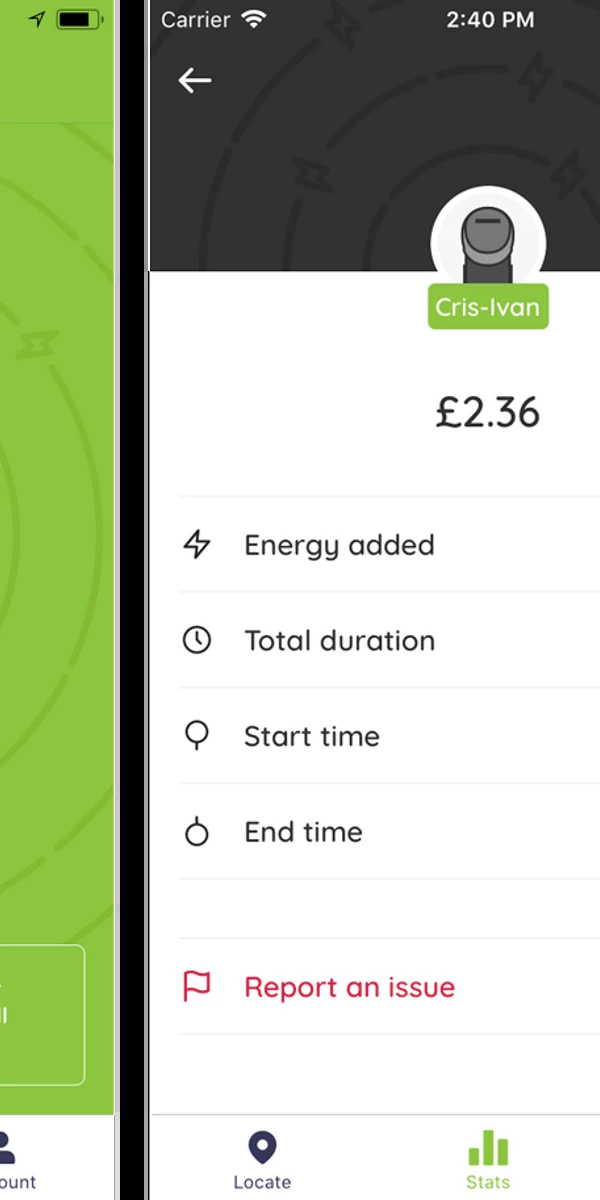 Carrier 2:40 PM
Cris-Ivan
£2.36
Energy added
Total duration
Start time
End time
Report an issue
ount
Locate
Stats